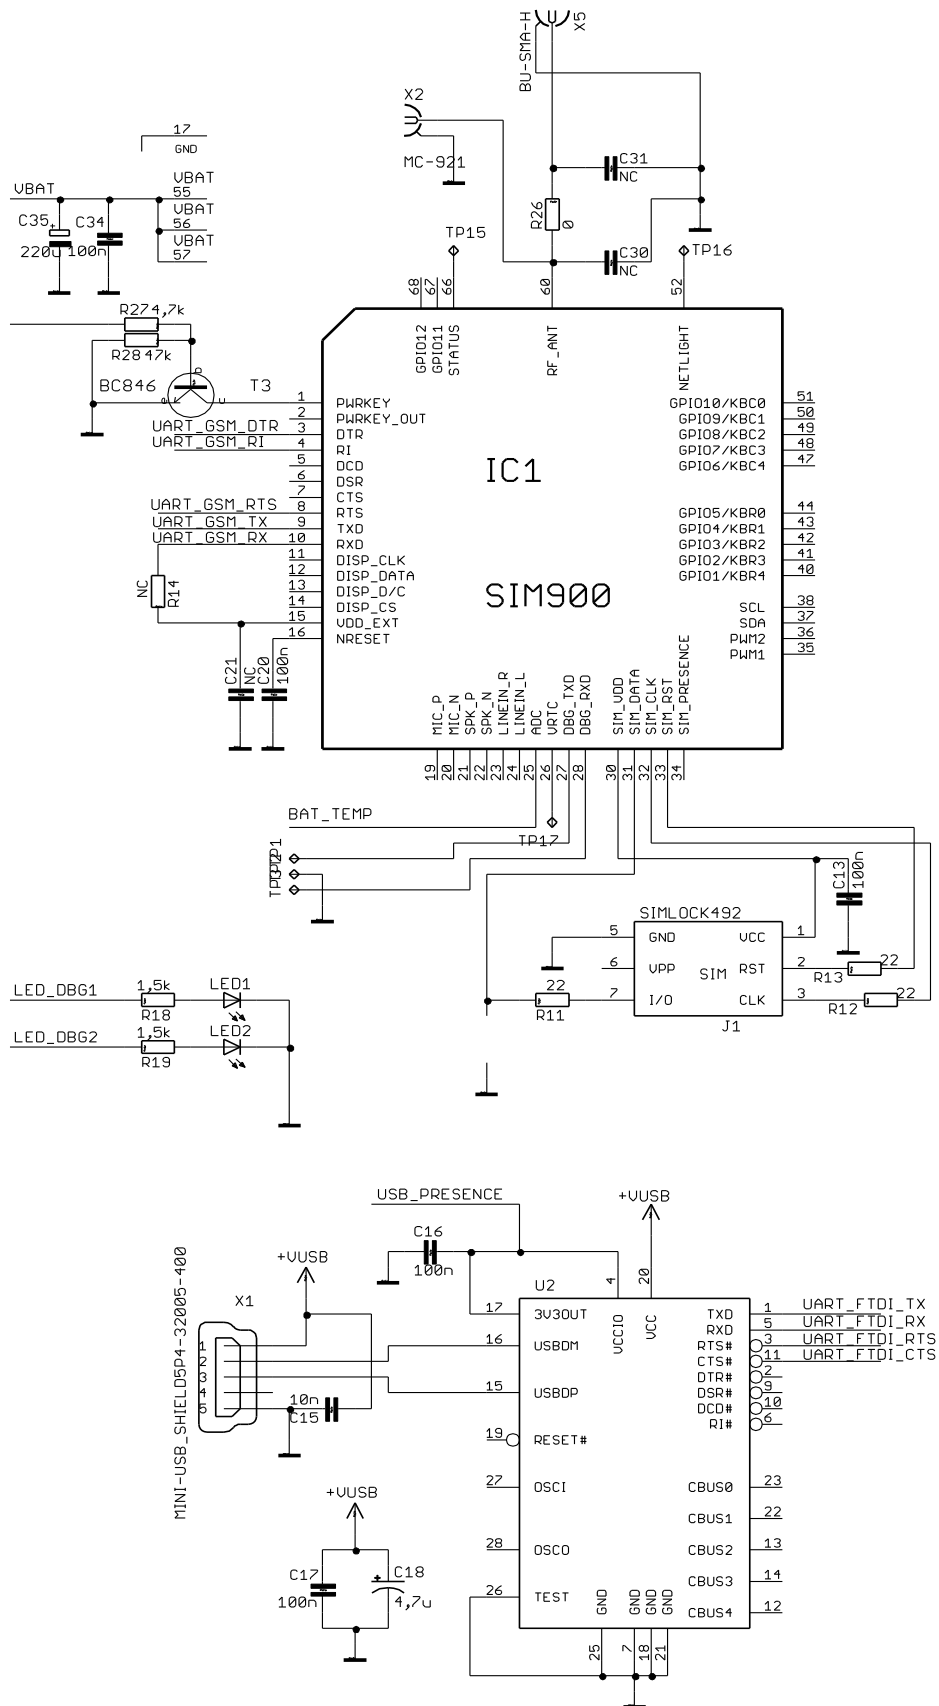 BU-SMA-H
X5
X2
MC-921
17
GND
VBAT
VBAT
55
VBAT
56
VBAT
57
C35
+
220u
C34
100n
C31
NC
R26
0
C30
NC
TP15
TP16
68
67
66
60
52
GPIO12
GPIO11
STATUS
RF_ANT
NETLIGHT
R27 4,7k
R28 47k
BC846
T3
1 PWRKEY
2 PWRKEY_OUT
UART_GSM_DTR 3 DTR
UART_GSM_RI 4 RI
5 DCD
6 DSR
7 CTS
UART_GSM_RTS 8 RTS
UART_GSM_TX 9 TXD
UART_GSM_RX 10 RXD
11 DISP_CLK
12 DISP_DATA
13 DISP_D/C
14 DISP_CS
15 VDD_EXT
16 NRESET
IC1
SIM900
GPIO10/KBC0 51
GPIO9/KBC1 50
GPIO8/KBC2 49
GPIO7/KBC3 48
GPIO6/KBC4 47
GPIO5/KBR0 44
GPIO4/KBR1 43
GPIO3/KBR2 42
GPIO2/KBR3 41
GPIO1/KBR4 40
SCL 38
SDA 37
PWM2 36
PWM1 35
NC
R14
C21
NC
C20
100n
MIC_P
MIC_N
SPK_P
SPK_N
LINEIN_R
LINEIN_L
ADC
VRTC
DBG_TXD
DBG_RXD
SIM_VDD
SIM_DATA
SIM_CLK
SIM_RST
SIM_PRESENCE
19
20
21
22
23
24
25
26
27
28
30
31
32
33
34
BAT_TEMP
TP17
TP1
C13
100n
SIMLOCK492
5 GND VCC 1
6 VPP SIM RST 2
7 I/O CLK 3
22
R11
R13
22
R12
22
J1
LED_DBG1
1,5k
R18
LED1
LED_DBG2
1,5k
R19
LED2
USB_PRESENCE
C16
100n
+VUSB
4
20
U2
VCCIO
VCC
MINI-USB_SHIELD5P4-32005-400
X1
+VUSB
1
2
3
4
5
10n
C15
17 3V3OUT
16 USBDM
15 USBDP
19 RESET#
27 OSCI
28 OSCO
26 TEST
TXD 1 UART_FTDI_TX
RXD 5 UART_FTDI_RX
RTS# 3 UART_FTDI_RTS
CTS# 11 UART_FTDI_CTS
DTR# 2
DSR# 9
DCD# 10
RI# 6
CBUS0 23
CBUS1 22
CBUS2 13
CBUS3 14
CBUS4 12
GND
GND
GND
GND
25
7
18
21
+VUSB
C17
100n
+
C18
4,7u